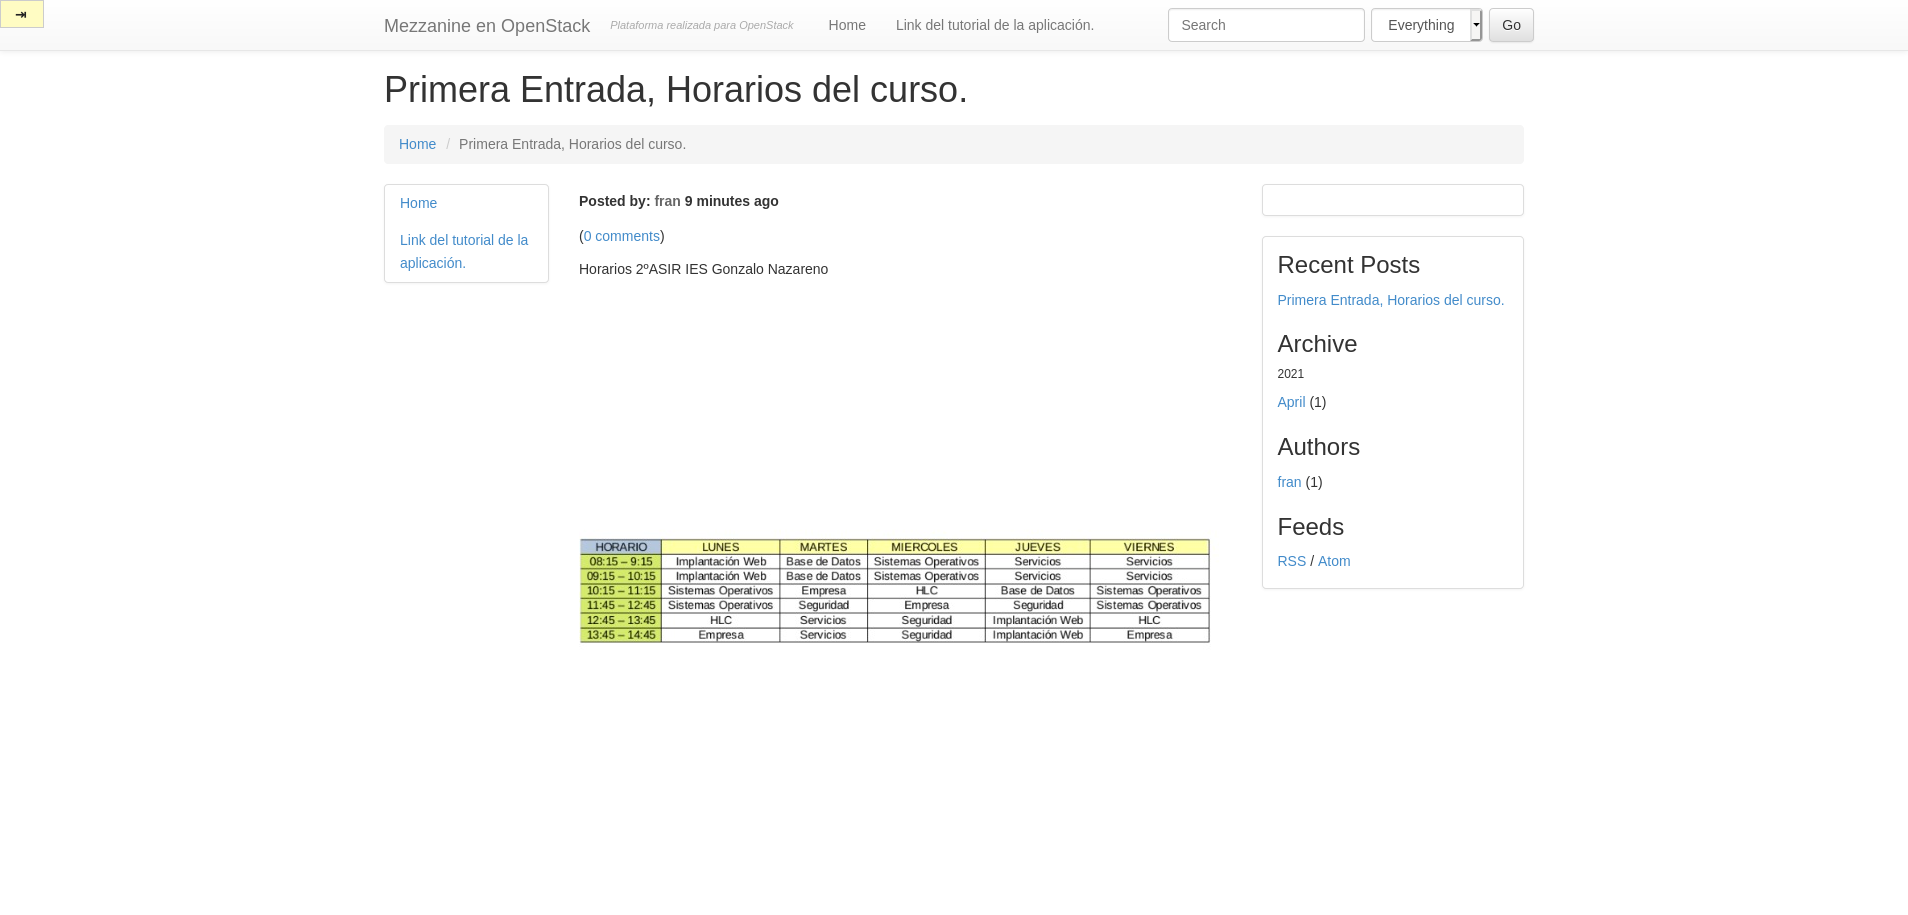 ⇥
Mezzanine en OpenStack Plataforma realizada para OpenStack Home Link del tutorial de la aplicación. Search Everything Go
Primera Entrada, Horarios del curso.
Home / Primera Entrada, Horarios del curso.
Home
Link del tutorial de la
aplicación.
Posted by: fran 9 minutes ago
(0 comments)
Horarios 2ºASIR IES Gonzalo Nazareno
HORARIO LUNES MARTES MIERCOLES JUEVES VIERNES
08:15 – 9:15 Implantación Web Base de Datos Sistemas Operativos Servicios Servicios
09:15 – 10:15 Implantación Web Base de Datos Sistemas Operativos Servicios Servicios
10:15 – 11:15 Sistemas Operativos Empresa HLC Base de Datos Sistemas Operativos
11:45 – 12:45 Sistemas Operativos Seguridad Empresa Seguridad Sistemas Operativos
12:45 – 13:45 HLC Servicios Seguridad Implantación Web HLC
13:45 – 14:45 Empresa Servicios Seguridad Implantación Web Empresa
Recent Posts
Primera Entrada, Horarios del curso.
Archive
2021
April (1)
Authors
fran (1)
Feeds
RSS / Atom